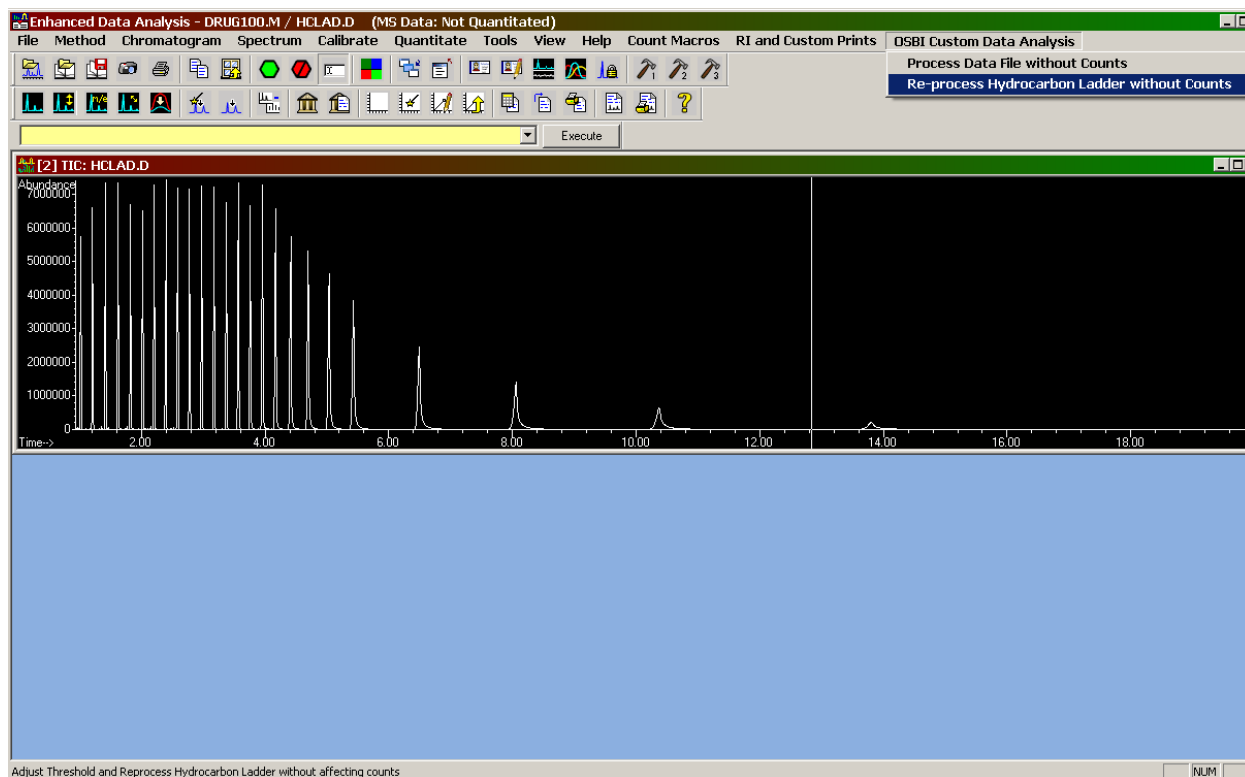 Enhanced Data Analysis - DRUG100.M / HCLAD.D (MS Data: Not Quantitated)
File Method Chromatogram Spectrum Calibrate Quantitate Tools View Help Count Macros RI and Custom Prints OSBI Custom Data Analysis
Process Data File without Counts
Re-process Hydrocarbon Ladder without Counts
Execute
[2] TIC: HCLAD.D
Abundance
7000000
6000000
5000000
4000000
3000000
2000000
1000000
0
Time--> 2.00 4.00 6.00 8.00 10.00 12.00 14.00 16.00 18.00
Adjust Threshold and Reprocess Hydrocarbon Ladder without affecting counts NUM